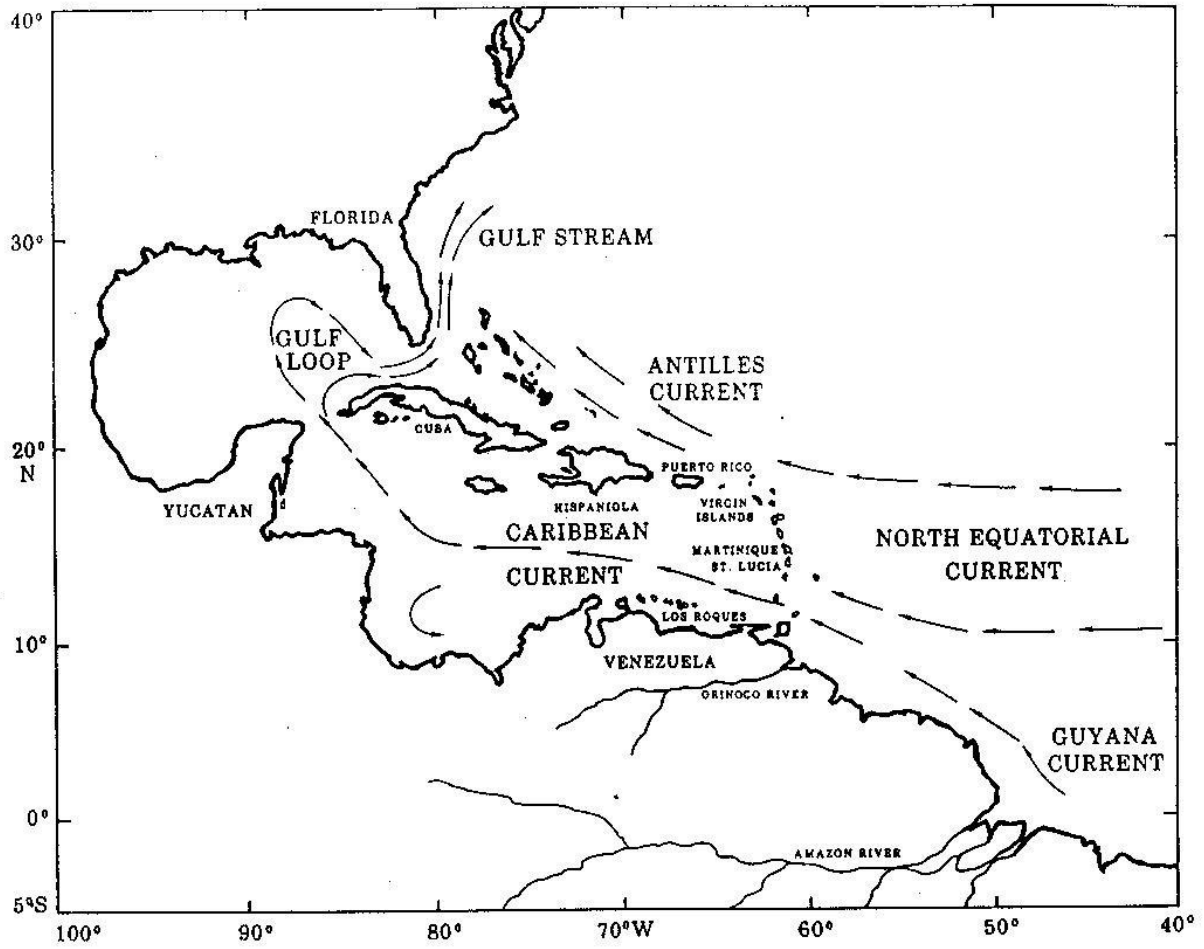 40°
FLORIDA
30°
GULF STREAM
GULF
LOOP
ANTILLES
CURRENT
CUBA
20°
N
PUERTO RICO
YUCATAN
HISPANIOLA
VIRGIN
ISLANDS
CARIBBEAN
CURRENT
MARTINIQUE
ST. LUCIA
NORTH EQUATORIAL
CURRENT
LOS ROQUES
10°
VENEZUELA
ORINOCO RIVER
GUYANA
CURRENT
0°
AMAZON RIVER
5°S
100°
90°
80°
70°W
60°
50°
40°